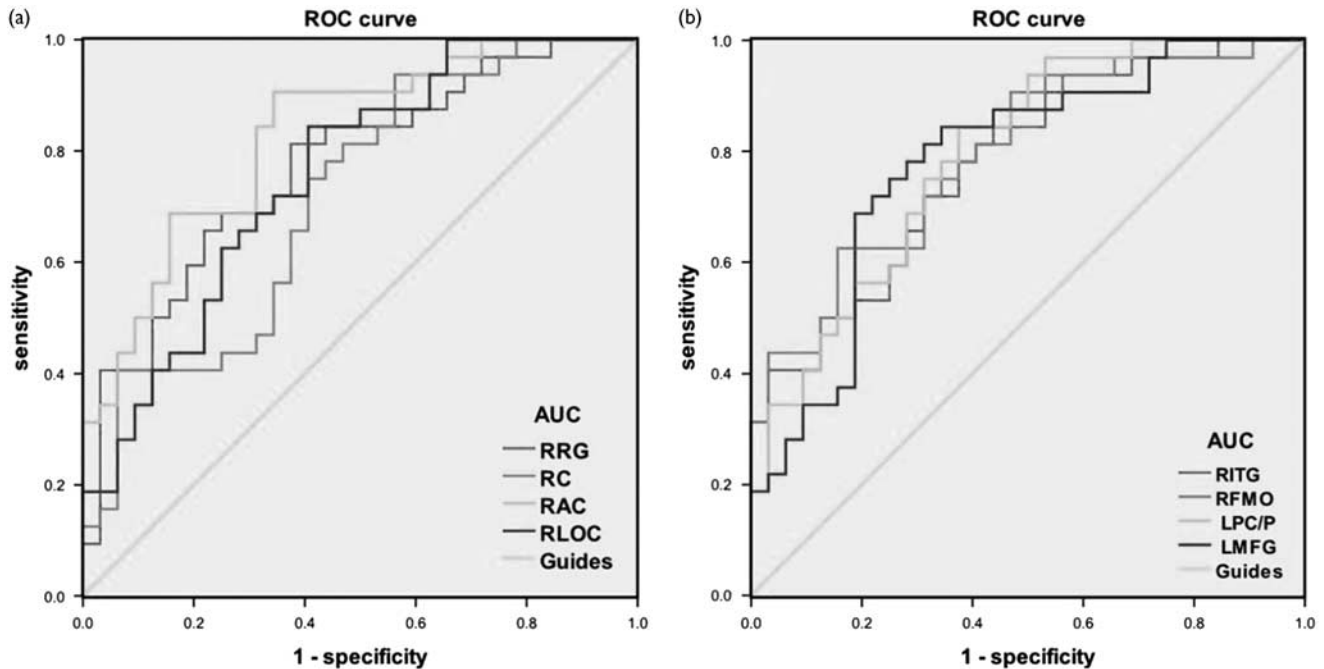 (a)
ROC curve
1.0
0.8
0.6
0.4
0.2
0.0
sensitivity
AUC
RRG
RC
RAC
RLOC
Guides
0.0 0.2 0.4 0.6 0.8 1.0
1 - specificity
(b)
ROC curve
1.0
0.8
0.6
0.4
0.2
0.0
sensitivity
AUC
RITG
RFMO
LPC/P
LMFG
Guides
0.0 0.2 0.4 0.6 0.8 1.0
1 - specificity